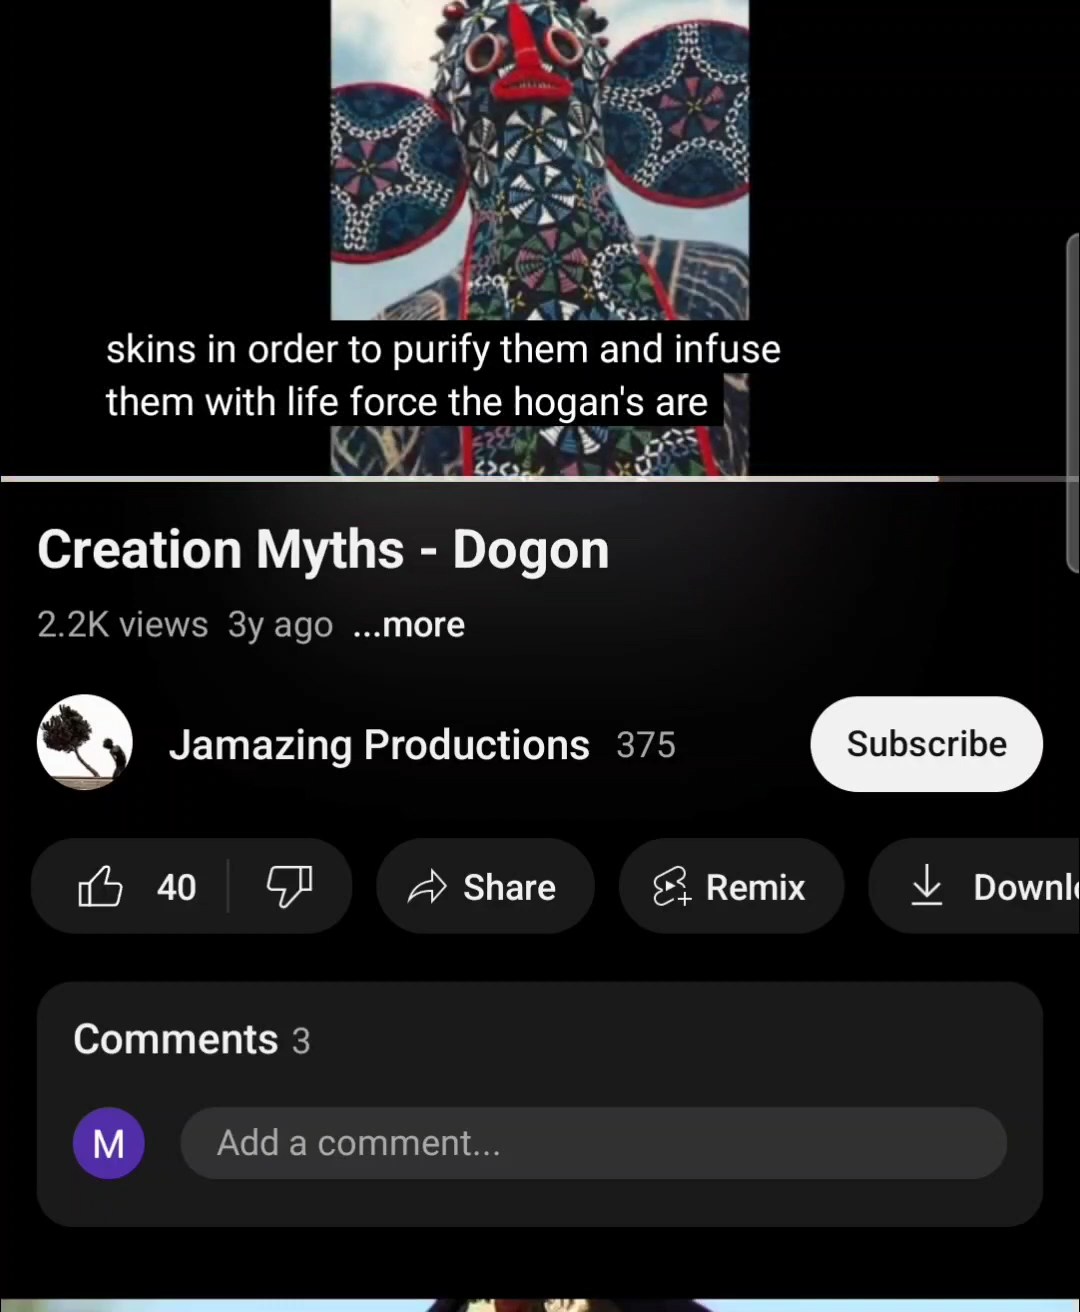 skins in order to purify them and infuse
them with life force the hogan's are
Creation Myths - Dogon
2.2K views 3y ago ...more
Jamazing Productions 375
Subscribe
40
Share
Remix
Downlo
Comments 3
M
Add a comment...